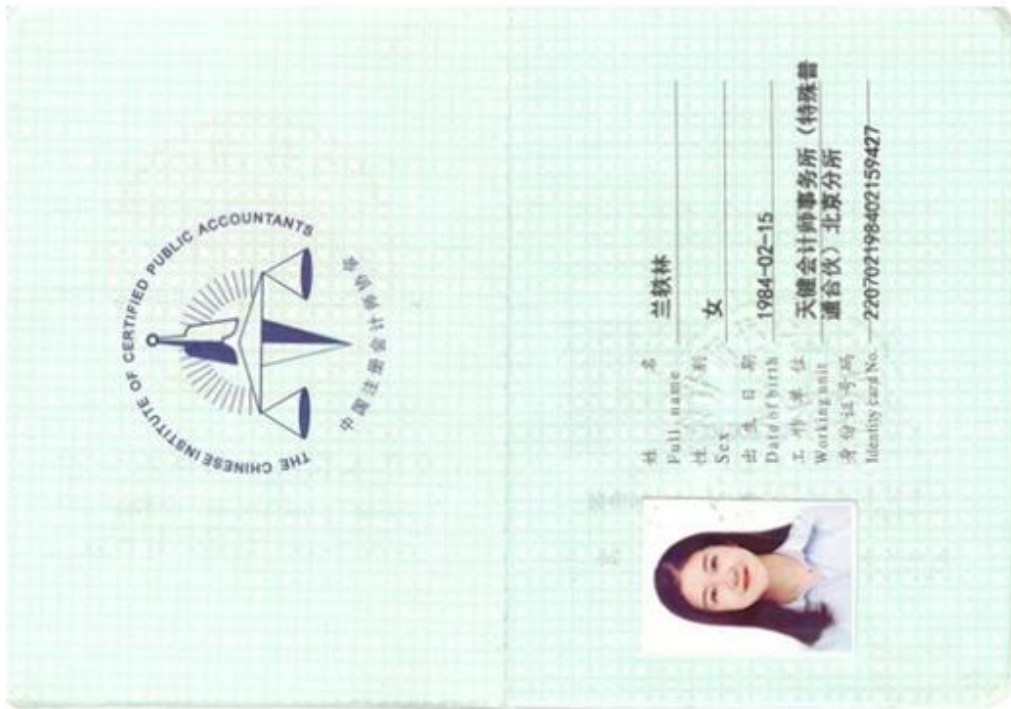 THE CHINESE INSTITUTE OF CERTIFIED PUBLIC ACCOUNTANTS
中国注册会计师协会
姓 名 兰轶林
Full name
性 别 女
Sex
出 生 日 期 1984-02-15
Date of birth
工 作 单 位 天健会计师事务所（特殊普
Working unit 通合伙）北京分所
身份证号码 220702198402159427
Identity card No.